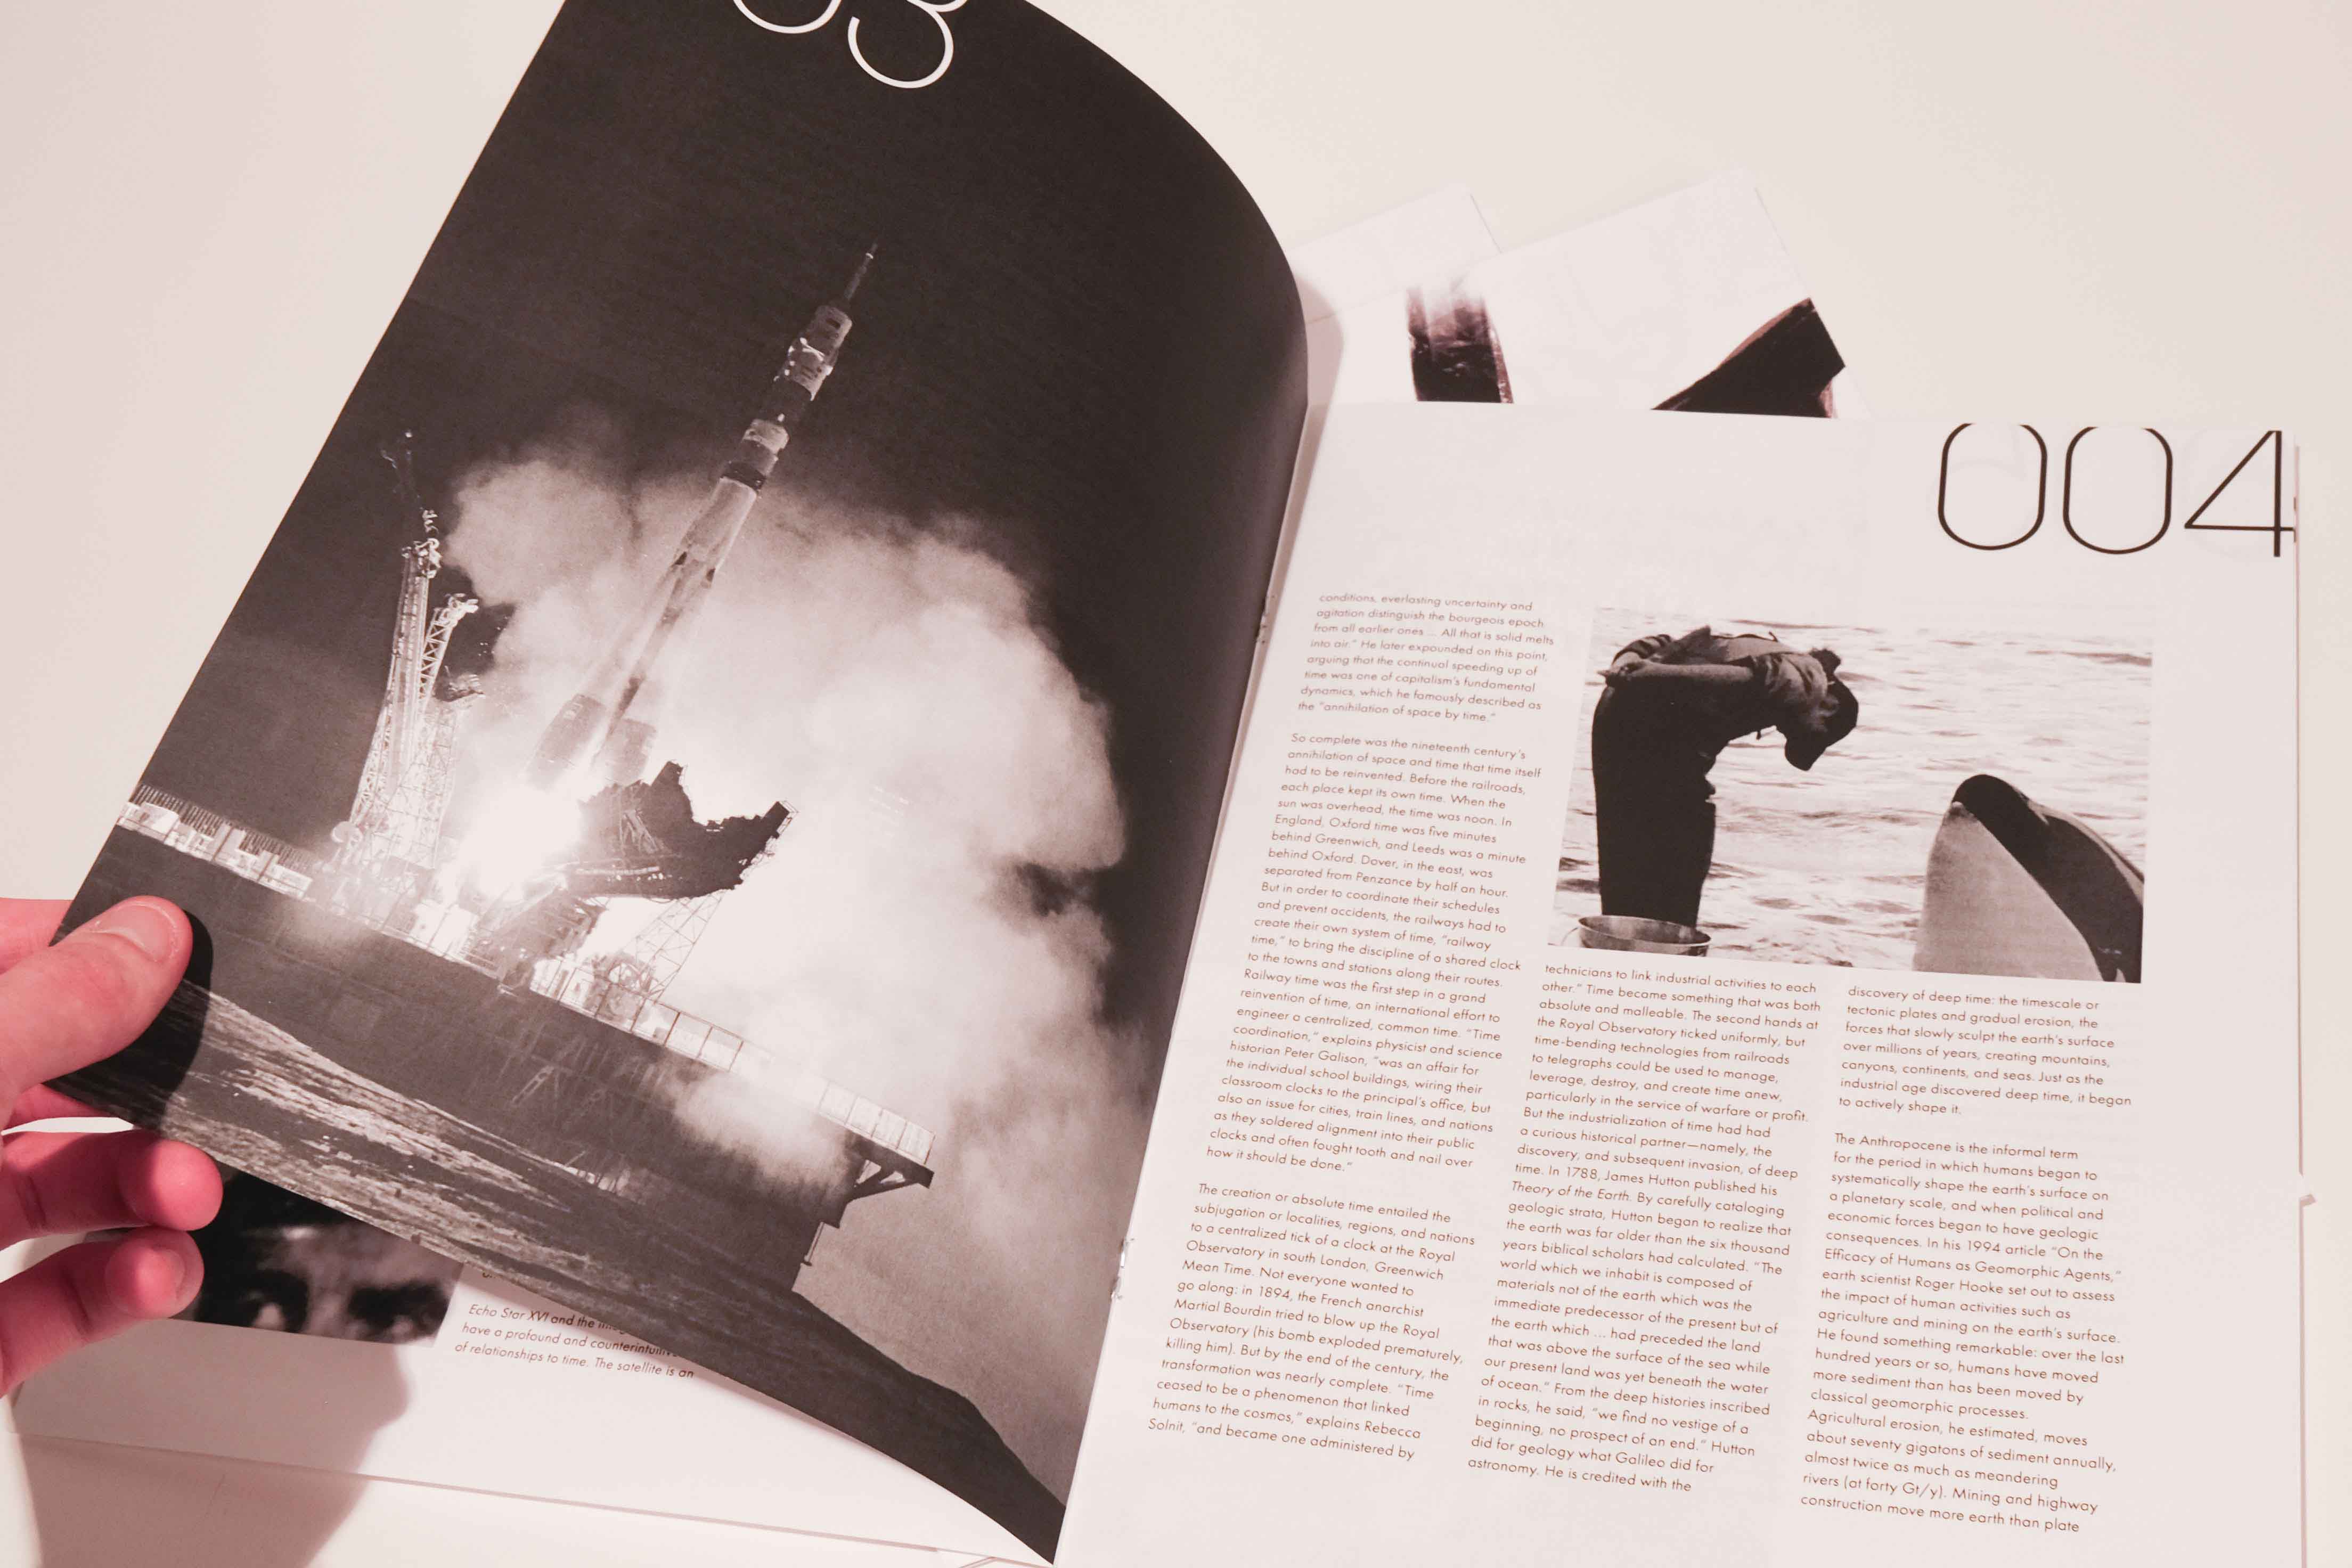 03
Echo Star XVI and the
have a profound and
of relationships to time. The satellite is an
004
conditions, everlasting uncertainty and
agitation distinguish the bourgeois epoch
from all earlier ones ... All that is solid melts
into air.” He later expounded on this point,
arguing that the continual speeding up of
time was one of capitalism’s fundamental
dynamics, which he famously described as
the “annihilation of space by time.”
So complete was the nineteenth century’s
annihilation of space and time that time itself
had to be reinvented. Before the railroads,
each place kept its own time. When the
sun was overhead, the time was noon. In
England, Oxford time was five minutes
behind Greenwich, and Leeds was a minute
behind Oxford. Dover, in the east, was
separated from Penzance by half an hour.
But in order to coordinate their schedules
and prevent accidents, the railways had to
create their own system of time, “railway
time,” to bring the discipline of a shared clock
to the towns and stations along their routes.
Railway time was the first step in a grand
reinvention of time, an international effort to
engineer a centralized, common time. “Time
coordination,” explains physicist and science
historian Peter Galison, “was an affair for
the individual school buildings, wiring their
classroom clocks to the principal’s office, but
also an issue for cities, train lines, and nations
as they soldered alignment into their public
clocks and often fought tooth and nail over
how it should be done.”
The creation or absolute time entailed the
subjugation or localities, regions, and nations
to a centralized tick of a clock at the Royal
Observatory in south London, Greenwich
Mean Time. Not everyone wanted to
go along: in 1894, the French anarchist
Martial Bourdin tried to blow up the Royal
Observatory (his bomb exploded prematurely,
killing him). But by the end of the century, the
transformation was nearly complete. “Time
ceased to be a phenomenon that linked
humans to the cosmos,” explains Rebecca
Solnit, “and became one administered by
technicians to link industrial activities to each
other.” Time became something that was both
absolute and malleable. The second hands at
the Royal Observatory ticked uniformly, but
time-bending technologies from railroads
to telegraphs could be used to manage,
leverage, destroy, and create time anew,
particularly in the service of warfare or profit.
But the industrialization of time had had
a curious historical partner—namely, the
discovery, and subsequent invasion, of deep
time. In 1788, James Hutton published his
Theory of the Earth. By carefully cataloging
geologic strata, Hutton began to realize that
the earth was far older than the six thousand
years biblical scholars had calculated. “The
world which we inhabit is composed of
materials not of the earth which was the
immediate predecessor of the present but of
the earth which ... had preceded the land
that was above the surface of the sea while
our present land was yet beneath the water
of ocean.” From the deep histories inscribed
in rocks, he said, “we find no vestige of a
beginning, no prospect of an end.” Hutton
did for geology what Galileo did for
astronomy. He is credited with the
discovery of deep time: the timescale or
tectonic plates and gradual erosion, the
forces that slowly sculpt the earth’s surface
over millions of years, creating mountains,
canyons, continents, and seas. Just as the
industrial age discovered deep time, it began
to actively shape it.
The Anthropocene is the informal term
for the period in which humans began to
systematically shape the earth’s surface on
a planetary scale, and when political and
economic forces began to have geologic
consequences. In his 1994 article “On the
Efficacy of Humans as Geomorphic Agents,”
earth scientist Roger Hooke set out to assess
the impact of human activities such as
agriculture and mining on the earth’s surface.
He found something remarkable: over the last
hundred years or so, humans have moved
more sediment than has been moved by
classical geomorphic processes.
Agricultural erosion, he estimated, moves
about seventy gigatons of sediment annually,
almost twice as much as meandering
rivers (at forty Gt/y). Mining and highway
construction move more earth than plate